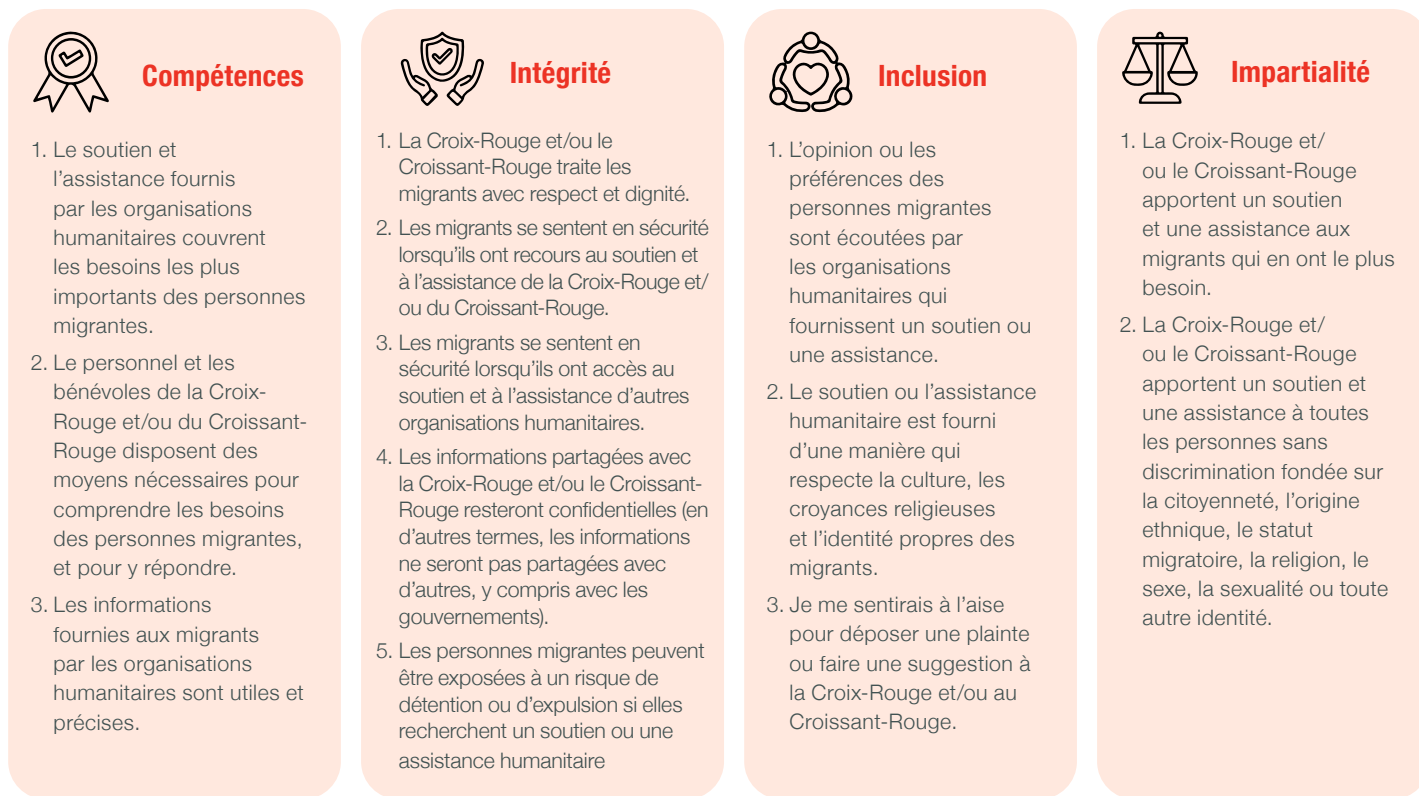 Compétences
1. Le soutien et
l’assistance fournis
par les organisations
humanitaires couvrent
les besoins les plus
importants des personnes
migrantes.
2. Le personnel et les
bénévoles de la Croix-
Rouge et/ou du Croissant-
Rouge disposent des
moyens nécessaires pour
comprendre les besoins
des personnes migrantes,
et pour y répondre.
3. Les informations
fournies aux migrants
par les organisations
humanitaires sont utiles et
précises.
Intégrité
1. La Croix-Rouge et/ou le
Croissant-Rouge traite les
migrants avec respect et dignité.
2. Les migrants se sentent en sécurité
lorsqu’ils ont recours au soutien et
à l’assistance de la Croix-Rouge et/
ou du Croissant-Rouge.
3. Les migrants se sentent en
sécurité lorsqu’ils ont accès au
soutien et à l’assistance d’autres
organisations humanitaires.
4. Les informations partagées avec
la Croix-Rouge et/ou le Croissant-
Rouge resteront confidentielles (en
d’autres termes, les informations
ne seront pas partagées avec
d’autres, y compris avec les
gouvernements).
5. Les personnes migrantes peuvent
être exposées à un risque de
détention ou d’expulsion si elles
recherchent un soutien ou une
assistance humanitaire
Inclusion
1. L’opinion ou les
préférences des
personnes migrantes
sont écoutées par
les organisations
humanitaires qui
fournissent un soutien ou
une assistance.
2. Le soutien ou l’assistance
humanitaire est fourni
d’une manière qui
respecte la culture, les
croyances religieuses
et l’identité propres des
migrants.
3. Je me sentirais à l’aise
pour déposer une plainte
ou faire une suggestion à
la Croix-Rouge et/ou au
Croissant-Rouge.
Impartialité
1. La Croix-Rouge et/
ou le Croissant-Rouge
apportent un soutien
et une assistance aux
migrants qui en ont le plus
besoin.
2. La Croix-Rouge et/
ou le Croissant-Rouge
apportent un soutien et
une assistance à toutes
les personnes sans
discrimination fondée sur
la citoyenneté, l’origine
ethnique, le statut
migratoire, la religion, le
sexe, la sexualité ou toute
autre identité.